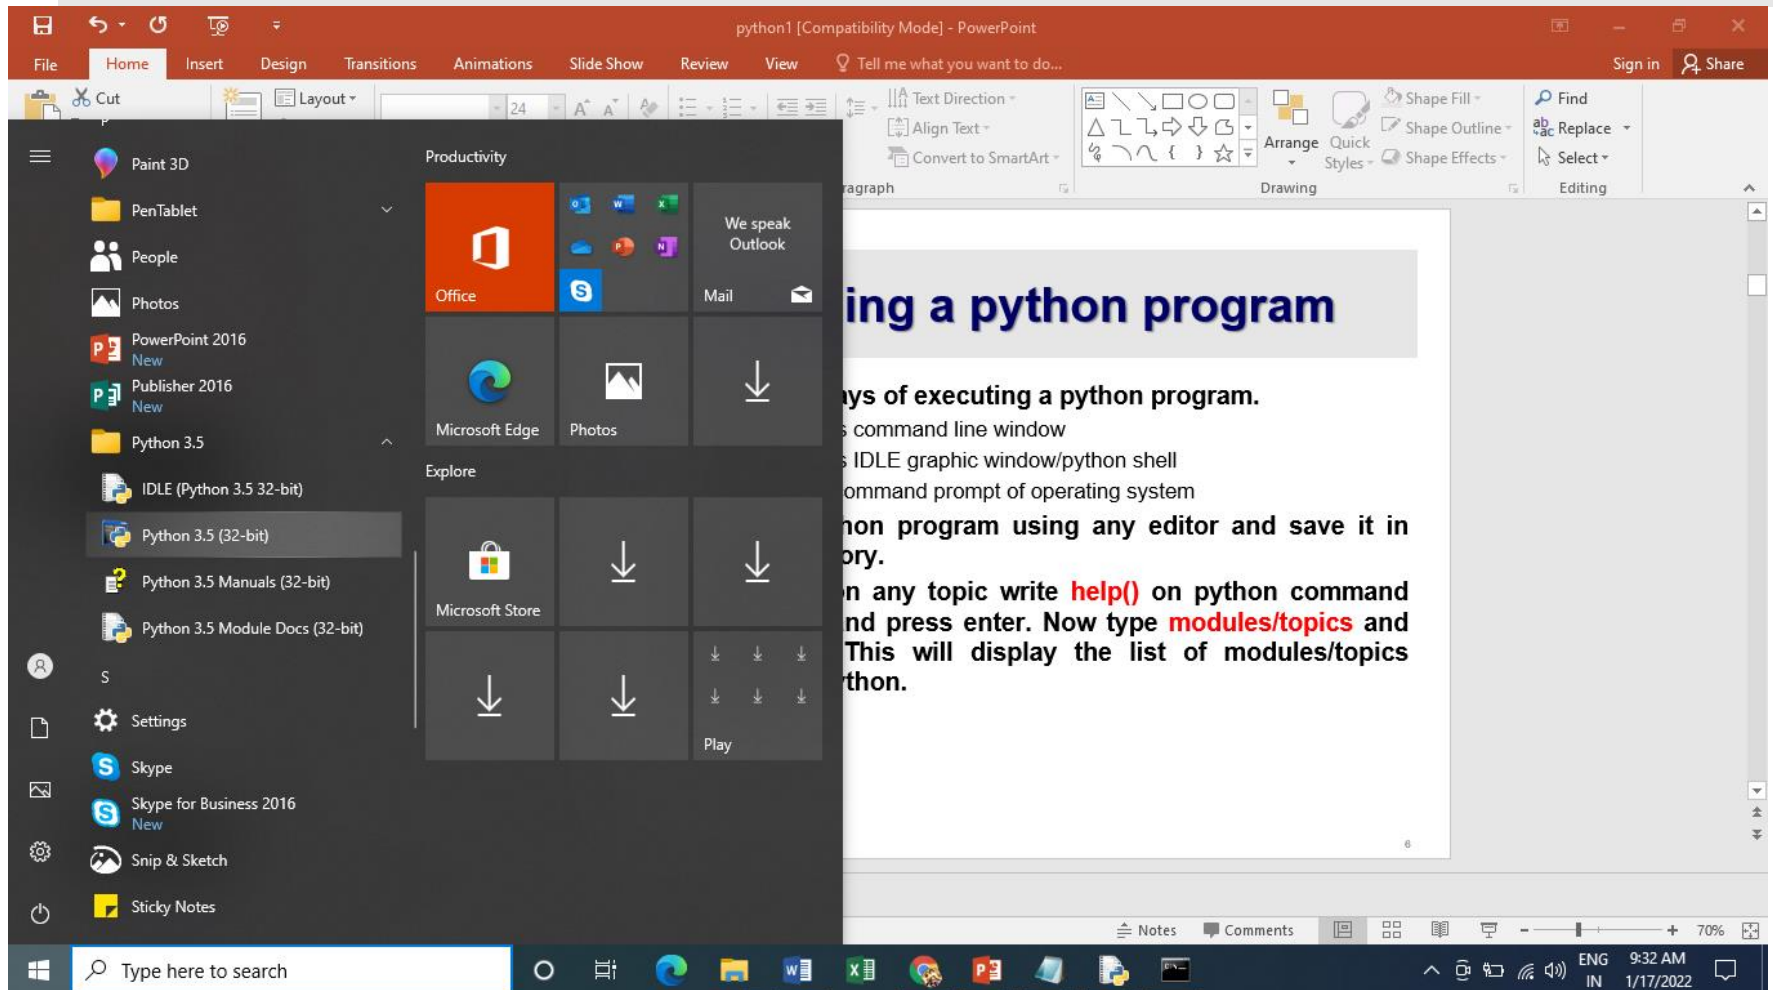 python1 [Compatibility Mode] - PowerPoint
File Home Insert Design Transitions Animations Slide Show Review View Tell me what you want to do... Sign in Share
Cut Layout 24 Text Direction Shape Fill Find
Align Text Arrange Quick Styles Shape Outline Replace
Convert to SmartArt Shape Effects Select
ragraph Drawing Editing
Paint 3D
PenTablet
People
Photos
PowerPoint 2016
New
Publisher 2016
New
Python 3.5
IDLE (Python 3.5 32-bit)
Python 3.5 (32-bit)
Python 3.5 Manuals (32-bit)
Python 3.5 Module Docs (32-bit)
S
Settings
Skype
Skype for Business 2016
New
Snip & Sketch
Sticky Notes
Productivity
Office
We speak
Outlook
Mail
Microsoft Edge
Photos
Explore
Microsoft Store
Play
ing a python program
ys of executing a python program.
s command line window
s IDLE graphic window/python shell
ommand prompt of operating system
hon program using any editor and save it in
ory.
n any topic write help() on python command
nd press enter. Now type modules/topics and
This will display the list of modules/topics
thon.
6
Notes Comments 70%
Type here to search
ENG
IN
9:32 AM
1/17/2022